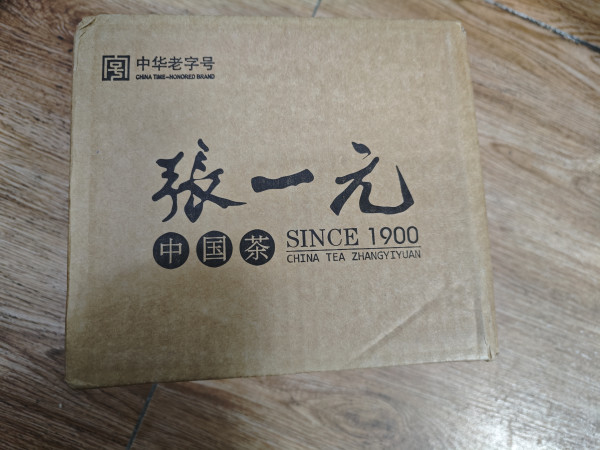 中华老字号
CHINA TIME-HONORED BRAND
張一元
中国茶
SINCE 1900
CHINA TEA ZHANGYIYUAN